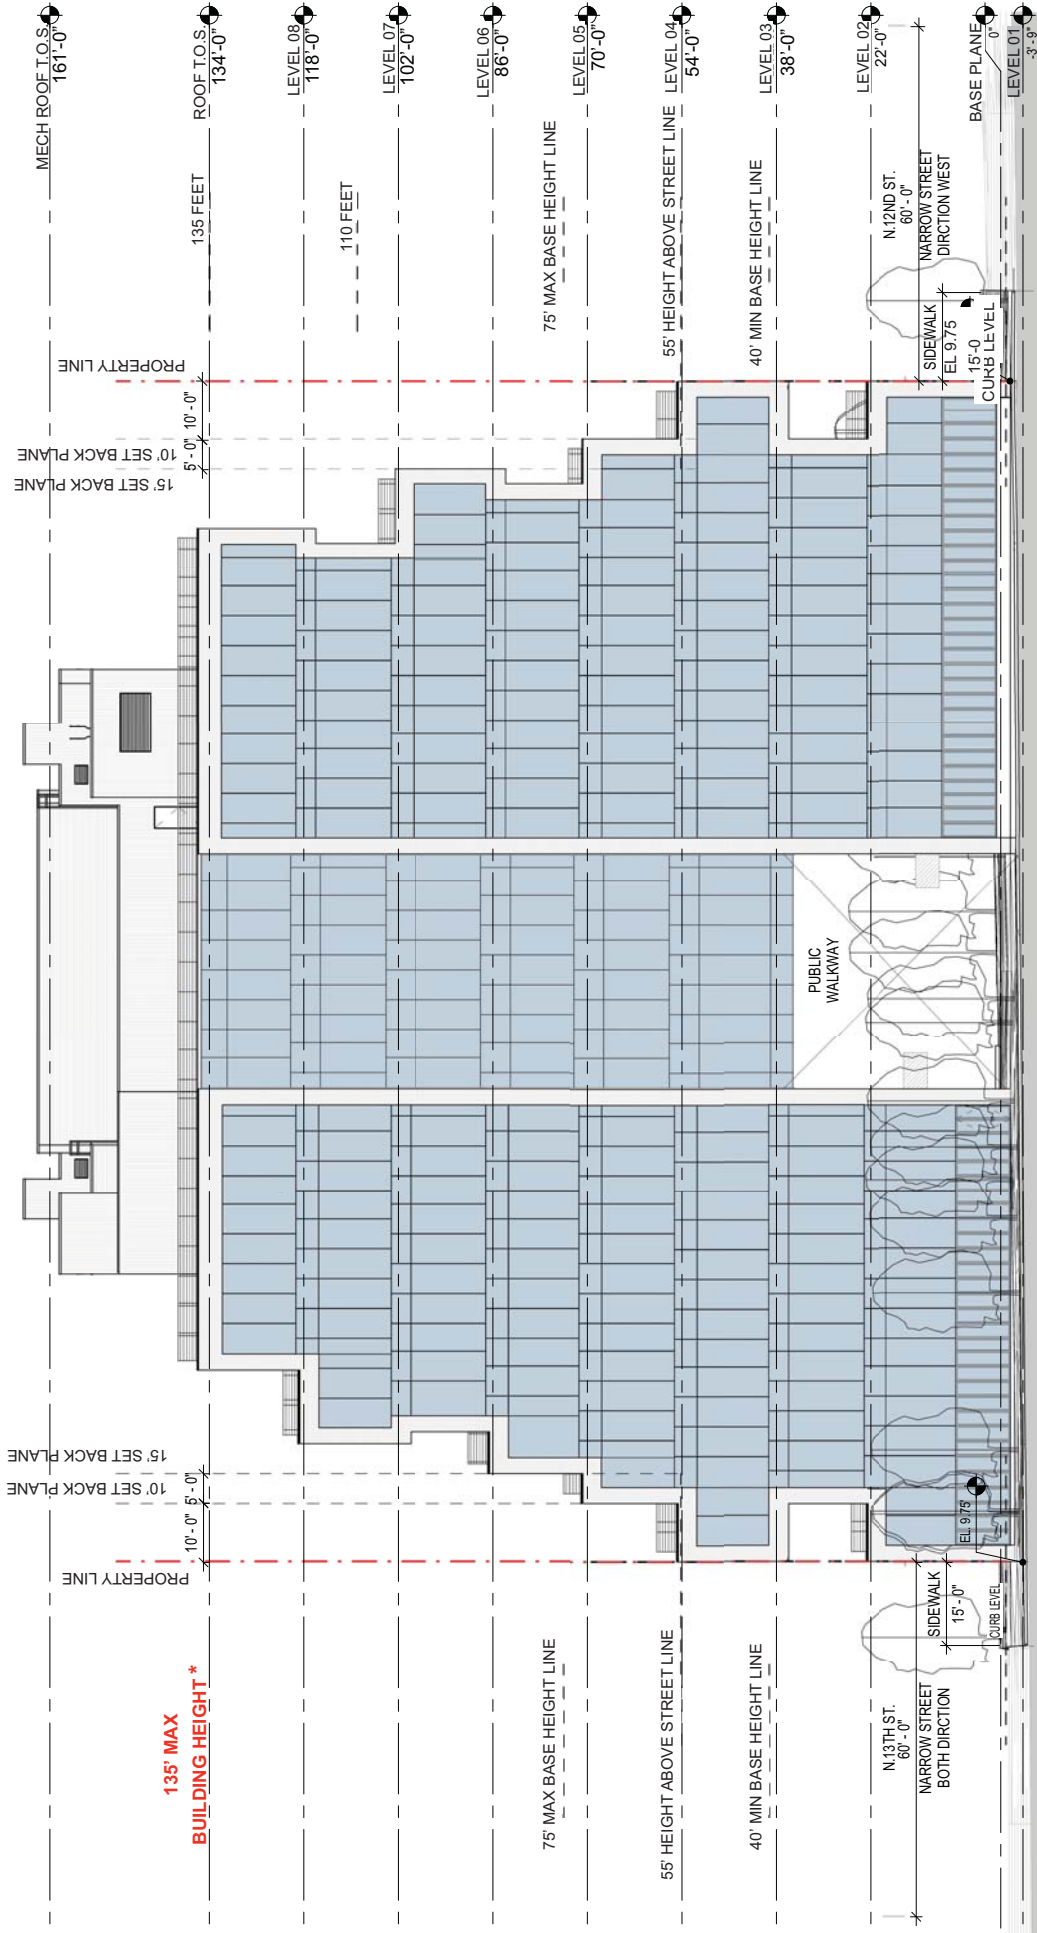 MECH ROOF T.O.S.
161'-0"
ROOF T.O.S.
134'-0"
LEVEL 08
118'-0"
LEVEL 07
102'-0"
LEVEL 06
86'-0"
LEVEL 05
70'-0"
LEVEL 04
54'-0"
LEVEL 03
38'-0"
LEVEL 02
22'-0"
BASE PLANE
0"
LEVEL 01
-3'-9"
135 FEET
110 FEET
75' MAX BASE HEIGHT LINE
55' HEIGHT ABOVE STREET LINE
40' MIN BASE HEIGHT LINE
N.12ND ST.
60' - 0"
NARROW STREET
DIRCTION WEST
SIDEWALK
EL 9.75
15'-0
CURB LEVEL
PROPERTY LINE
10' - 0"
5' - 0"
10' SET BACK PLANE
15' SET BACK PLANE
PUBLIC
WALKWAY
15' SET BACK PLANE
10' SET BACK PLANE
10' - 0"
5' - 0"
PROPERTY LINE
135' MAX
BUILDING HEIGHT *
75' MAX BASE HEIGHT LINE
55' HEIGHT ABOVE STREET LINE
40' MIN BASE HEIGHT LINE
EL. 9.75'
SIDEWALK
15' - 0"
CURB LEVEL
N.13TH ST.
60' - 0"
NARROW STREET
BOTH DIRCTION